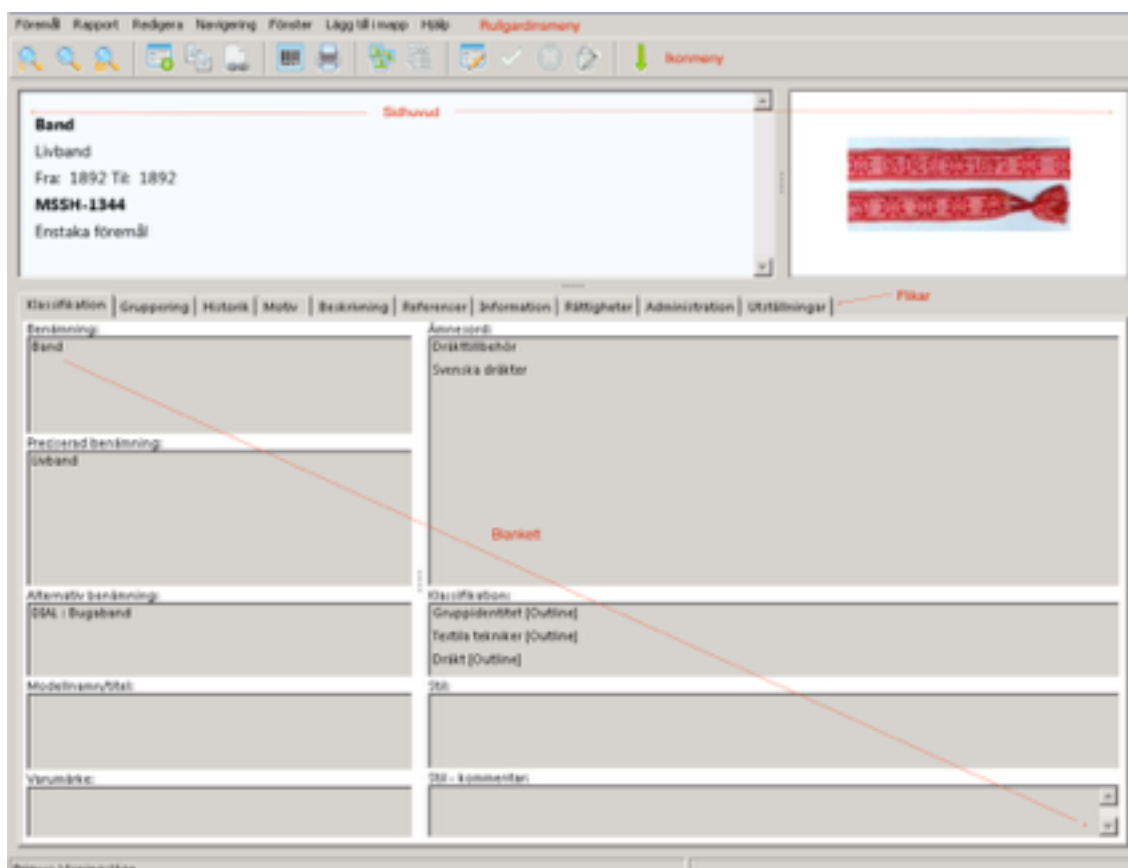 Föremål Rapport Redigera Navigering Fönster Lägg till i mapp Hjälp Rullgardinsmeny
Ikonmeny
Sidhuvud
Band
Livband
Fra: 1892 Til: 1892
MSSH-1344
Enstaka föremål
Klassifikation Gruppering Historik Motiv Beskrivning Referencer Information Rättigheter Administration Utställningar Flikar
Benämning:
Band
Ämnesord:
Dräkttillbehör
Svenska dräkter
Preciserad benämning:
Livband
Blankett
Alternativ benämning:
DIAL : Bugaband
Klassifikation:
Gruppidentitet [Outline]
Textila tekniker [Outline]
Dräkt [Outline]
Modellnamn/titel:
Stil:
Varumärke:
Stil - kommentar: